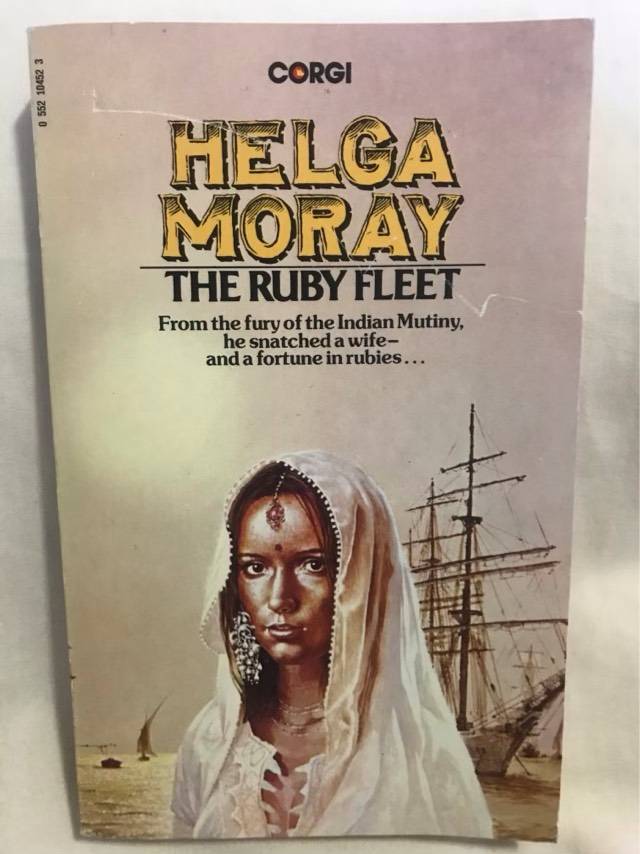 0 552 10452 3
CORGI
HELGA
MORAY
THE RUBY FLEET
From the fury of the Indian Mutiny,
he snatched a wife–
and a fortune in rubies...